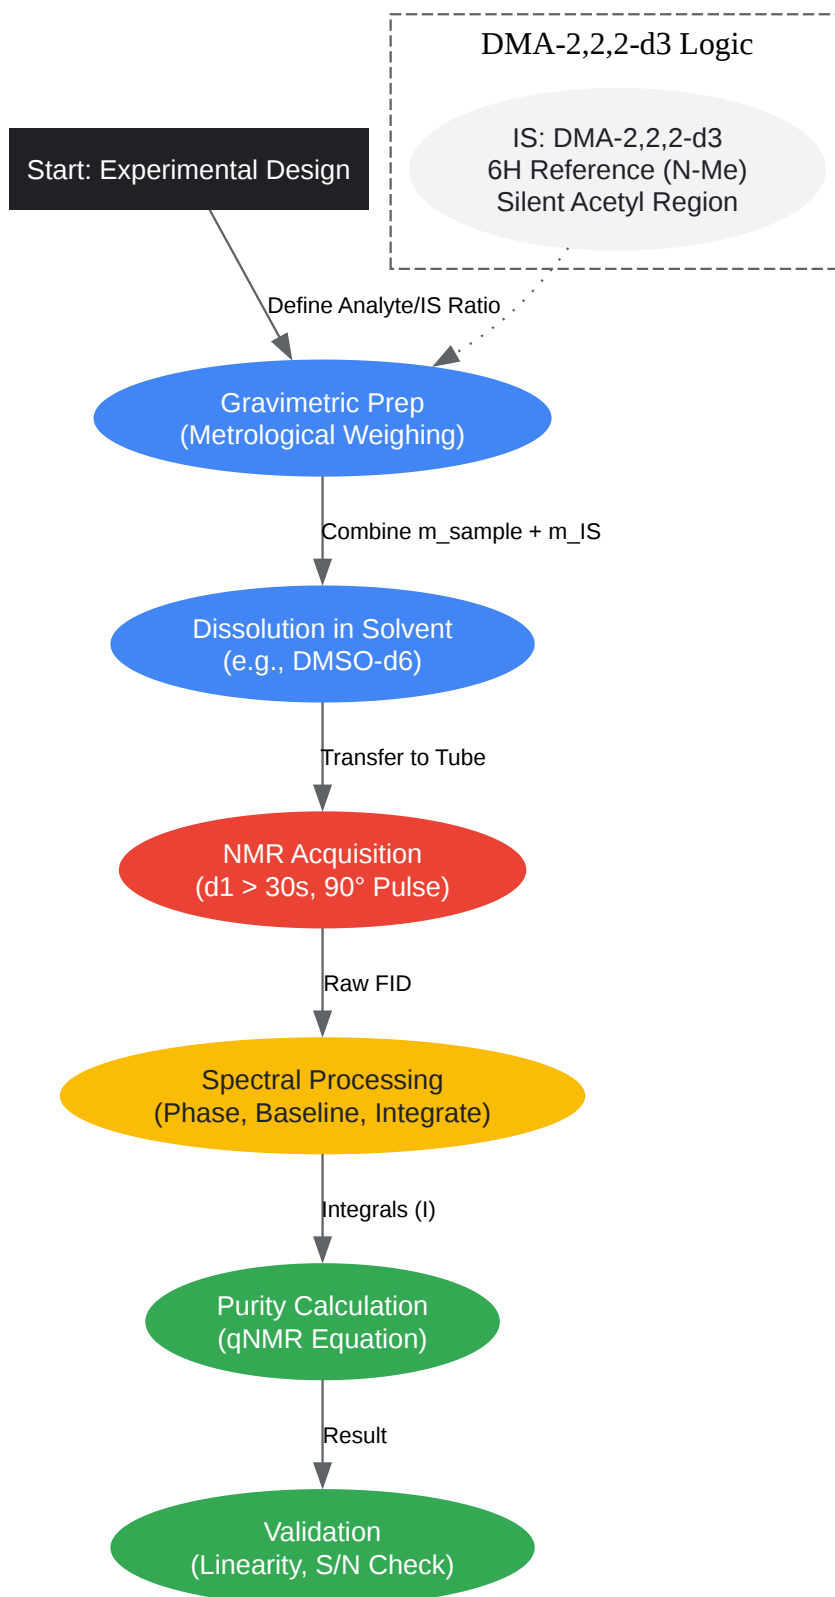 DMA-2,2,2-d3 Logic
IS: DMA-2,2,2-d3
6H Reference (N-Me)
Silent Acetyl Region
Start: Experimental Design
Define Analyte/IS Ratio
Gravimetric Prep
(Metrological Weighing)
Combine m_sample + m_IS
Dissolution in Solvent
(e.g., DMSO-d6)
Transfer to Tube
NMR Acquisition
(d1 > 30s, 90° Pulse)
Raw FID
Spectral Processing
(Phase, Baseline, Integrate)
Integrals (I)
Purity Calculation
(qNMR Equation)
Result
Validation
(Linearity, S/N Check)